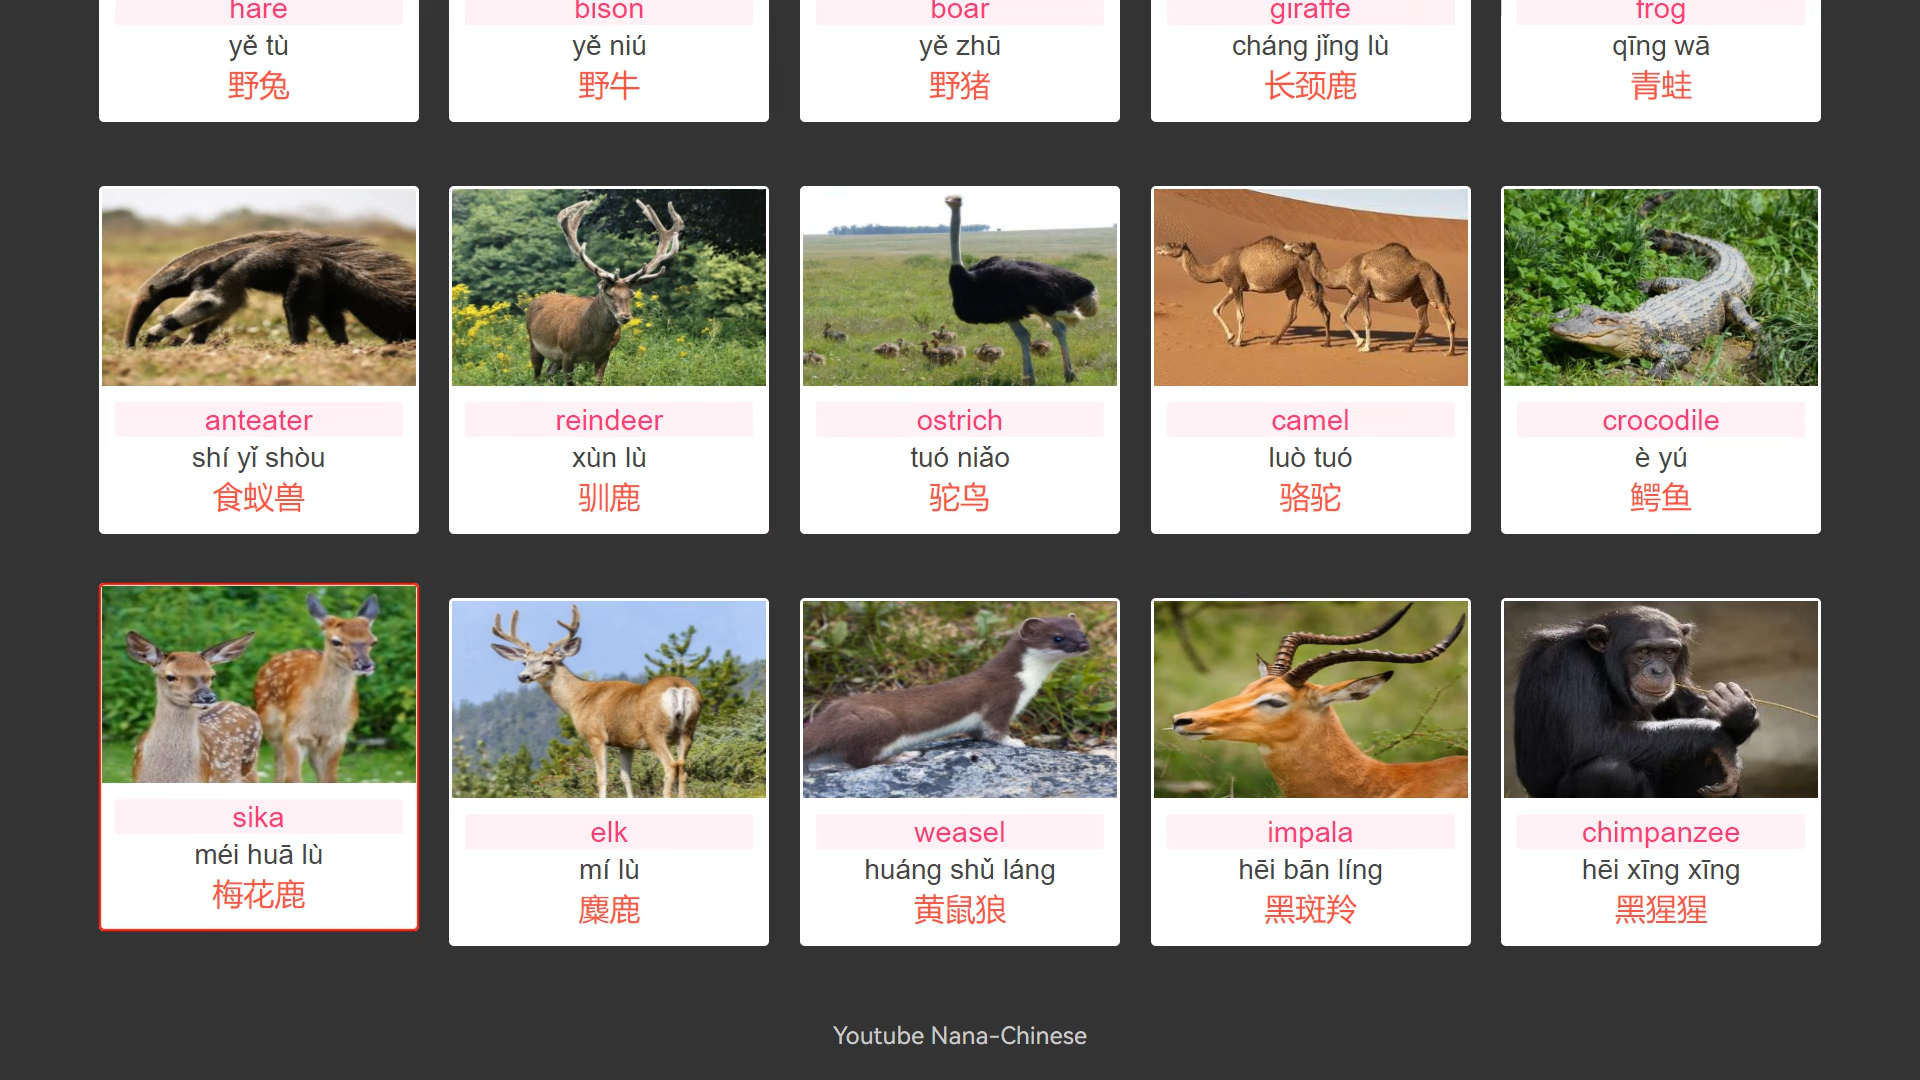 hare
yě tù
野兔
bison
yě niú
野牛
boar
yě zhū
野猪
giraffe
cháng jǐng lù
长颈鹿
frog
qīng wā
青蛙
anteater
shí yǐ shòu
食蚁兽
reindeer
xùn lù
驯鹿
ostrich
tuó niǎo
驼鸟
camel
luò tuó
骆驼
crocodile
è yú
鳄鱼
sika
méi huā lù
梅花鹿
elk
mí lù
麋鹿
weasel
huáng shǔ láng
黄鼠狼
impala
hēi bān líng
黑斑羚
chimpanzee
hēi xīng xīng
黑猩猩
Youtube Nana-Chinese